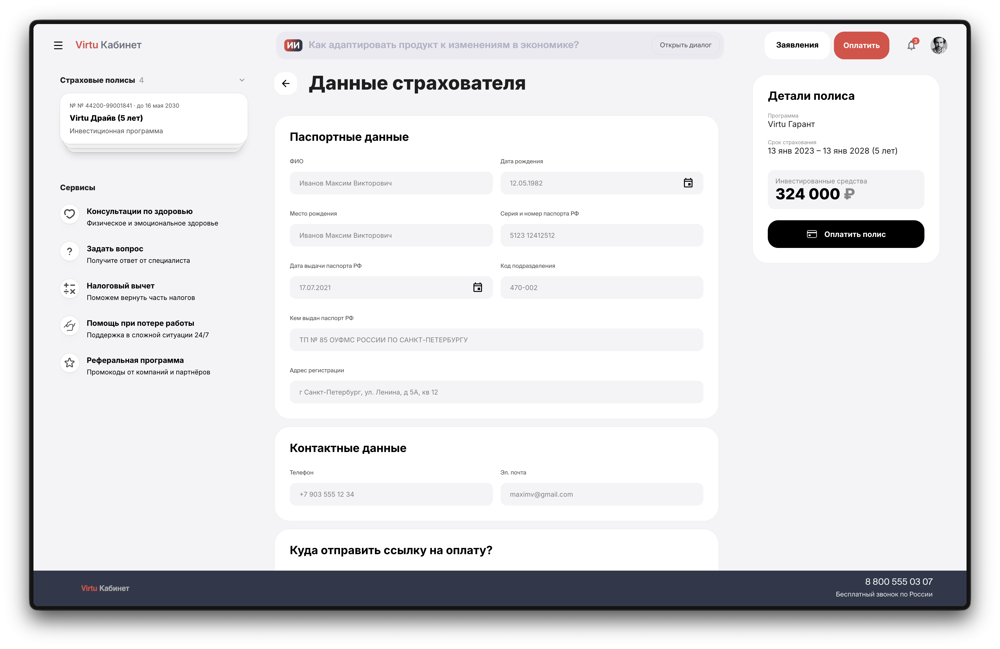 Virtu Кабинет
ИИ Как адаптировать продукт к изменениям в экономике?
Открыть диалог
Заявления
Оплатить
3
Страховые полисы 4
№ № 44200-99001841 · до 16 мая 2030
Virtu Драйв (5 лет)
Инвестиционная программа
Сервисы
Консультации по здоровью
Физическое и эмоциональное здоровье
?
Задать вопрос
Получите ответ от специалиста
Налоговый вычет
Поможем вернуть часть налогов
Помощь при потере работы
Поддержка в сложной ситуации 24/7
Реферальная программа
Промокоды от компаний и партнёров
Данные страхователя
Паспортные данные
ФИО
Иванов Максим Викторович
Дата рождения
12.05.1982
Место рождения
Иванов Максим Викторович
Серия и номер паспорта РФ
5123 12412512
Дата выдачи паспорта РФ
17.07.2021
Код подразделения
470-002
Кем выдан паспорт РФ
ТП № 85 ОУФМС РОССИИ ПО САНКТ-ПЕТЕРБУРГУ
Адрес регистрации
г Санкт-Петербург, ул. Ленина, д 5А, кв 12
Контактные данные
Телефон
+7 903 555 12 34
Эл. почта
maximv@gmail.com
Куда отправить ссылку на оплату?
Детали полиса
Программа
Virtu Гарант
Срок страхования
13 янв 2023 – 13 янв 2028 (5 лет)
Инвестированные средства
324 000 ₽
Оплатить полис
Virtu Кабинет
8 800 555 03 07
Бесплатный звонок по России